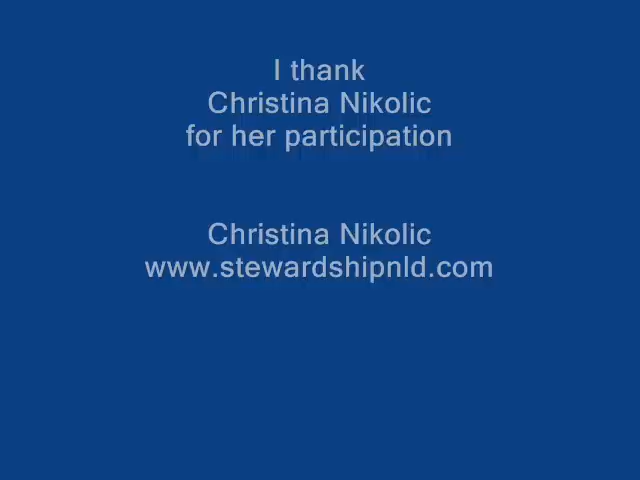 I thank
Christina Nikolic
for her participation
Christina Nikolic
www.stewardshipnld.com